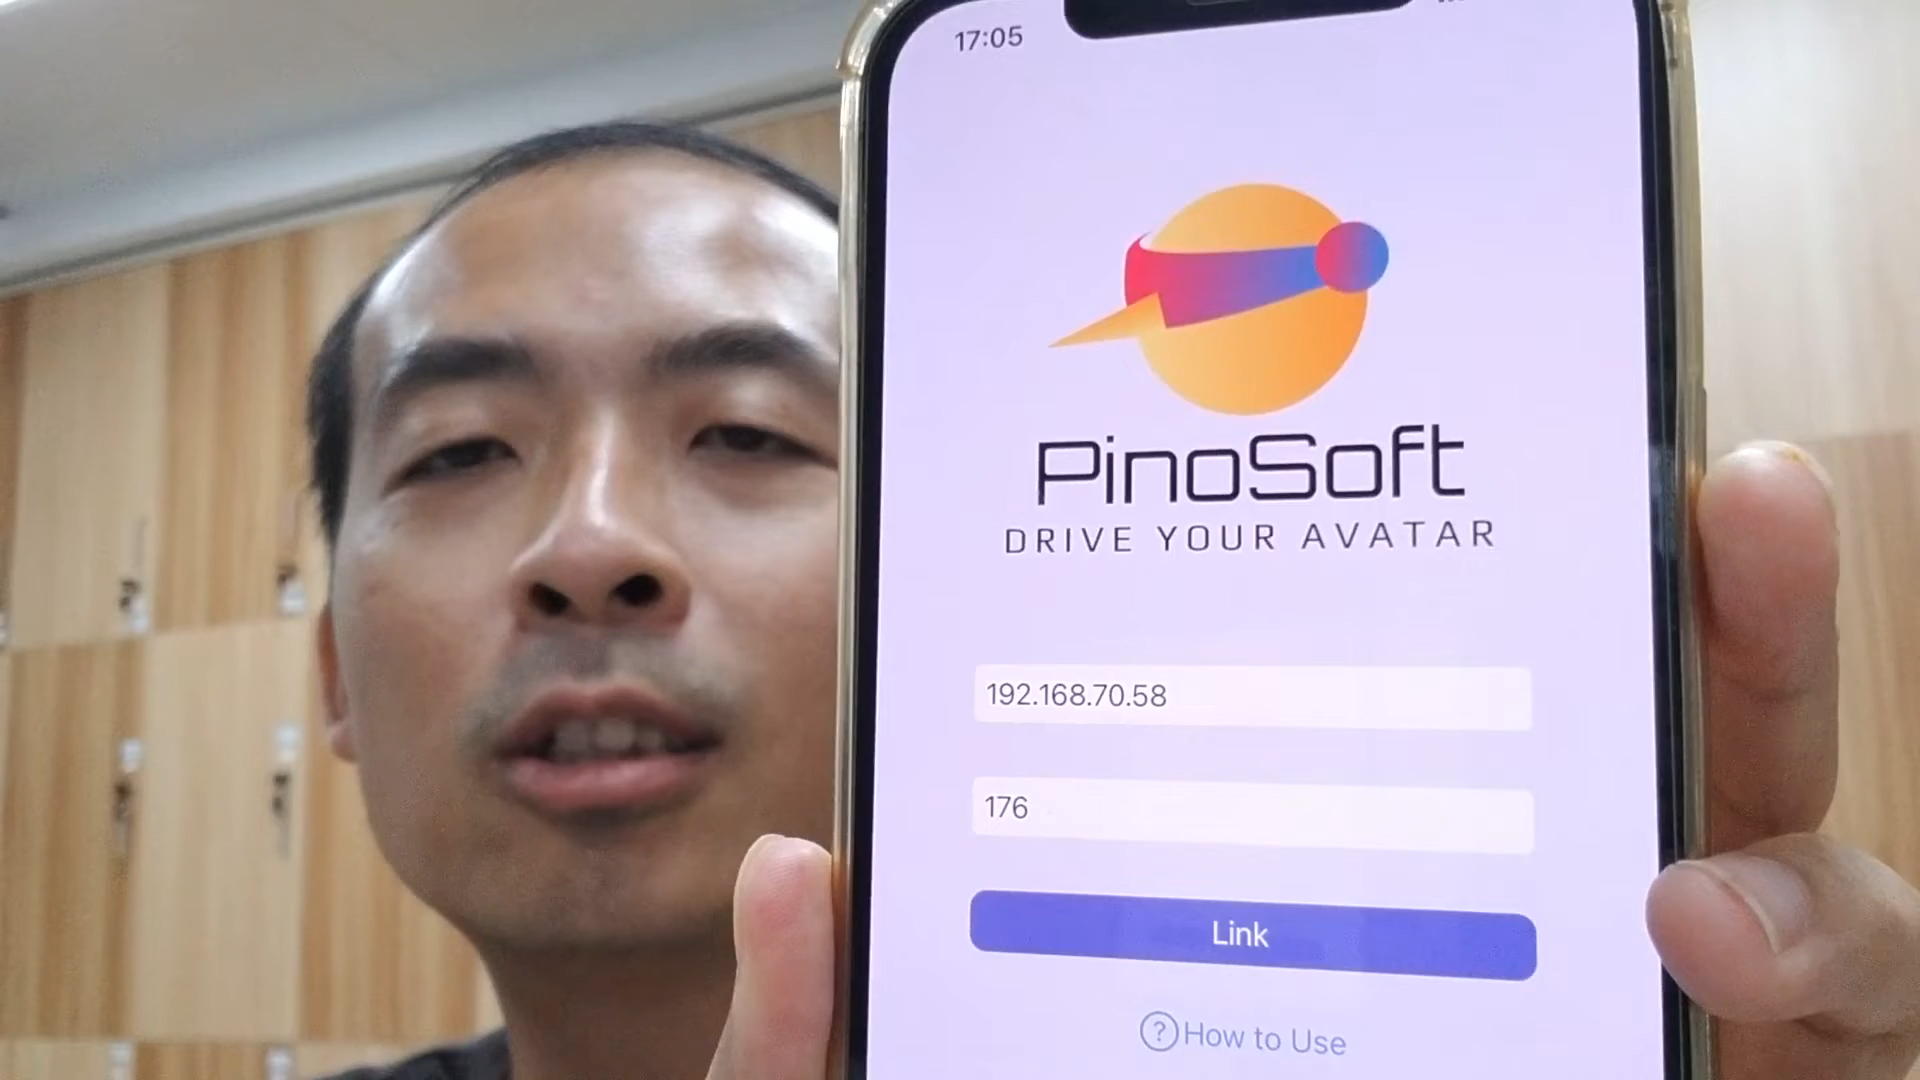 17:05
PinoSoft
DRIVE YOUR AVATAR
192.168.70.58
176
Link
?How to Use